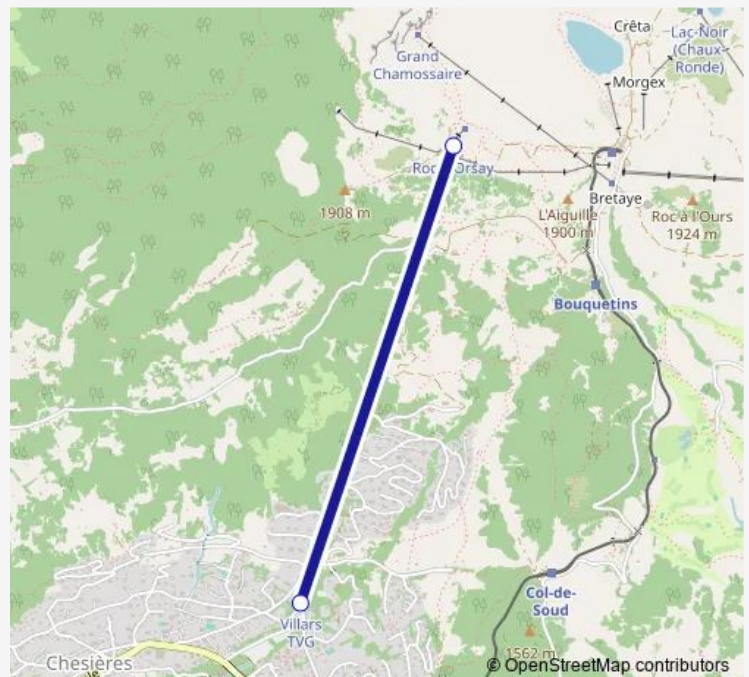 Crêta
Lac-Noir
(Chaux-
Ronde)
Grand
Chamossaire
Morgex
Roc d'Orsay
1908 m
Bretaye
L'Aiguille
1900 m
Roc à l'Ours
1924 m
Bouquetins
Col-de-
Soud
Villars
TVG
1562 m
Chesières
© OpenStreetMap contributors